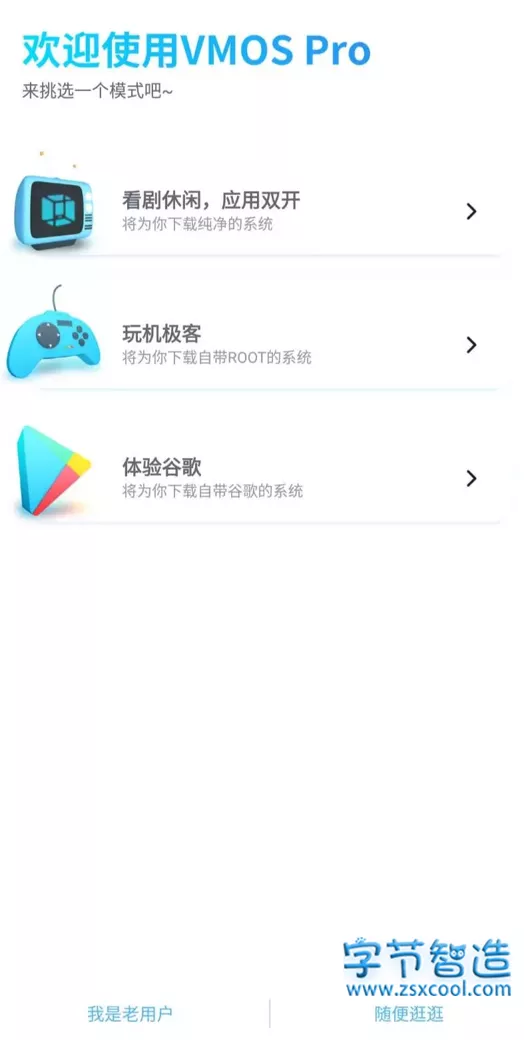 欢迎使用VMOS Pro
来挑选一个模式吧~
看剧休闲，应用双开
将为你下载纯净的系统
玩机极客
将为你下载自带ROOT的系统
体验谷歌
将为你下载自带谷歌的系统
字节智造
www.zsxcool.com
我是老用户
随便逛逛